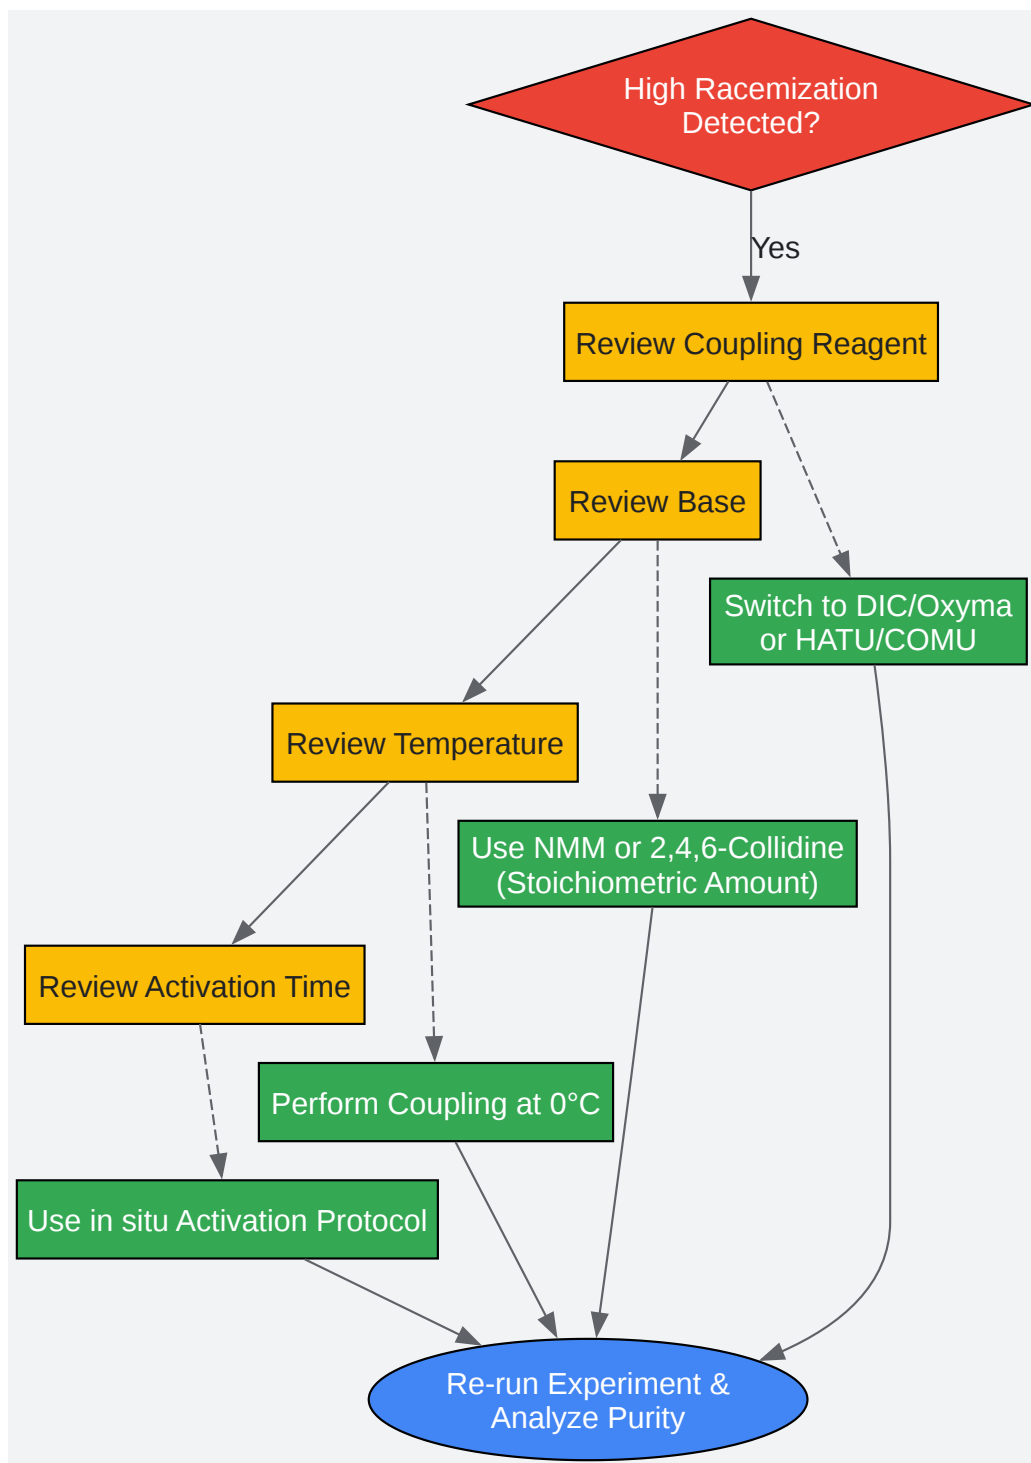 High Racemization
Detected?
Yes
Review Coupling Reagent
Review Base
Switch to DIC/Oxyma
or HATU/COMU
Review Temperature
Use NMM or 2,4,6-Collidine
(Stoichiometric Amount)
Review Activation Time
Perform Coupling at 0°C
Use in situ Activation Protocol
Re-run Experiment &
Analyze Purity